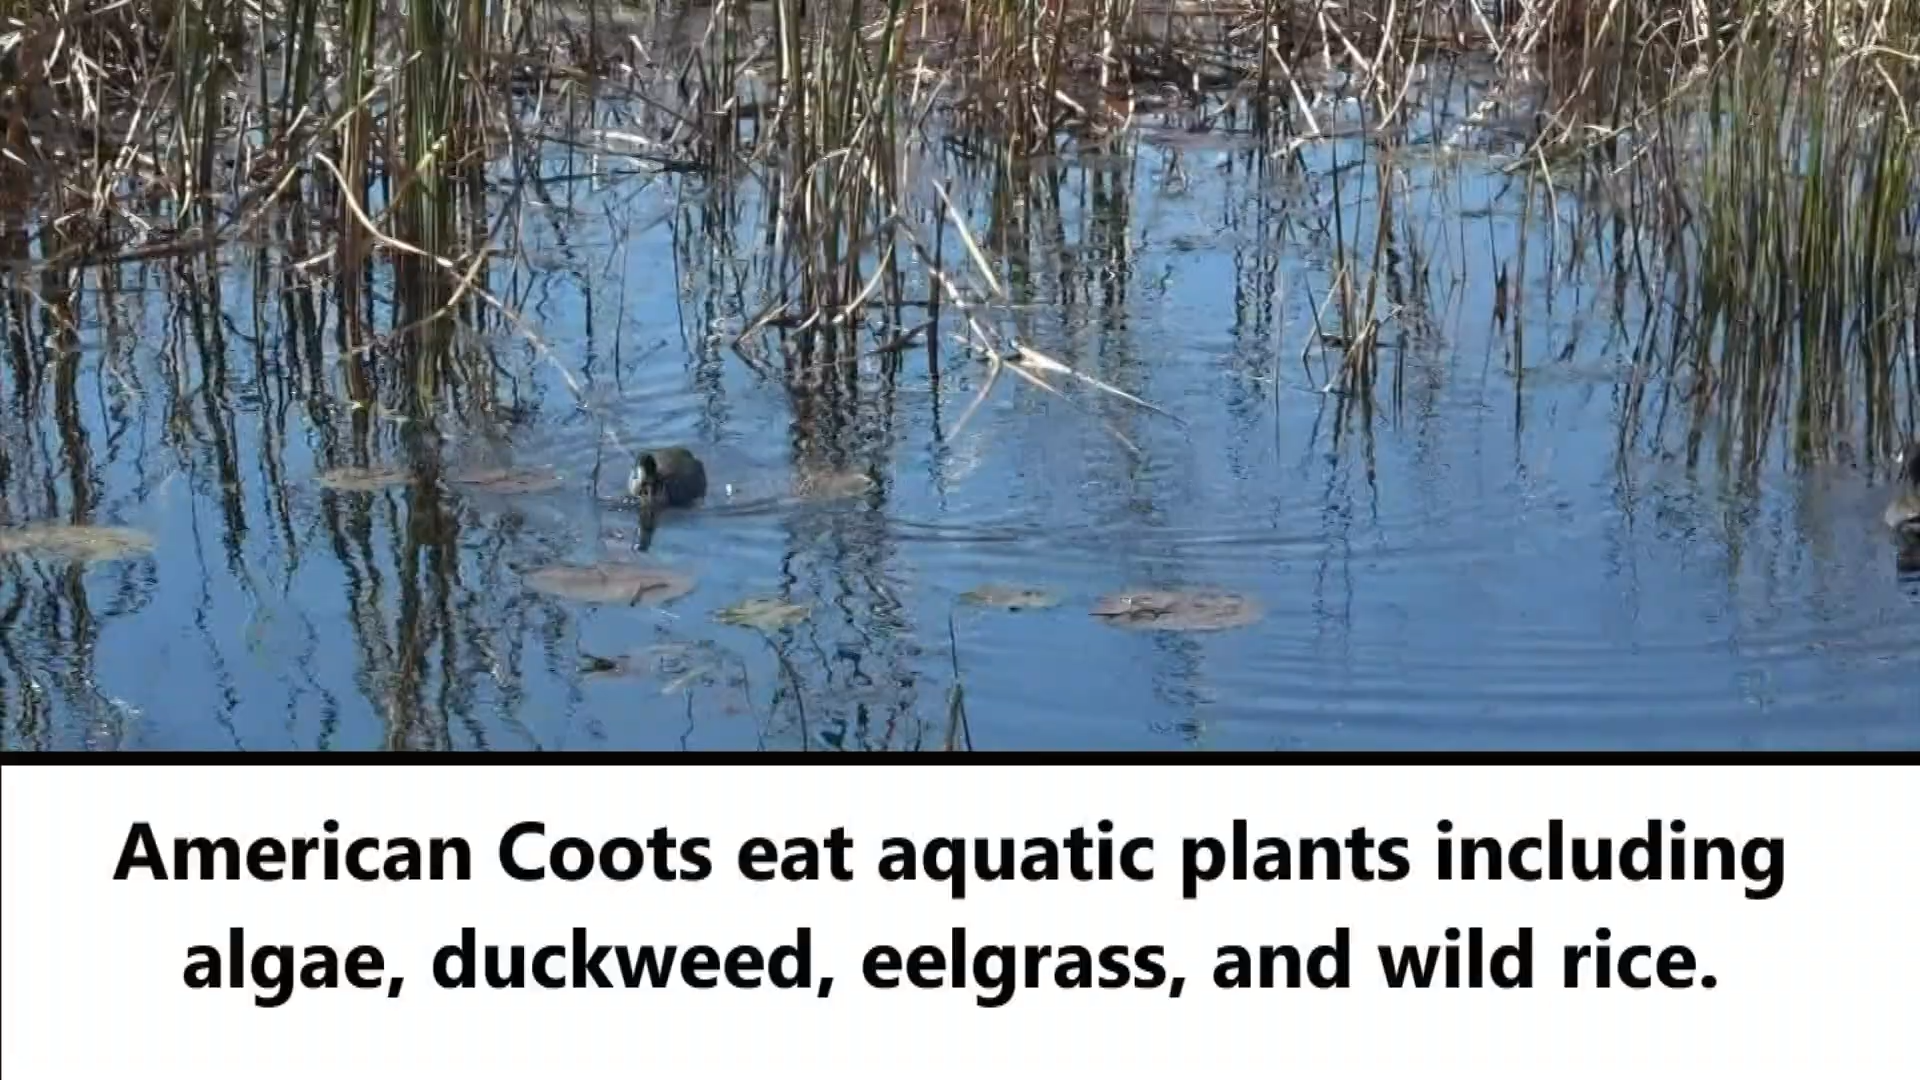 American Coots eat aquatic plants including
algae, duckweed, eelgrass, and wild rice.